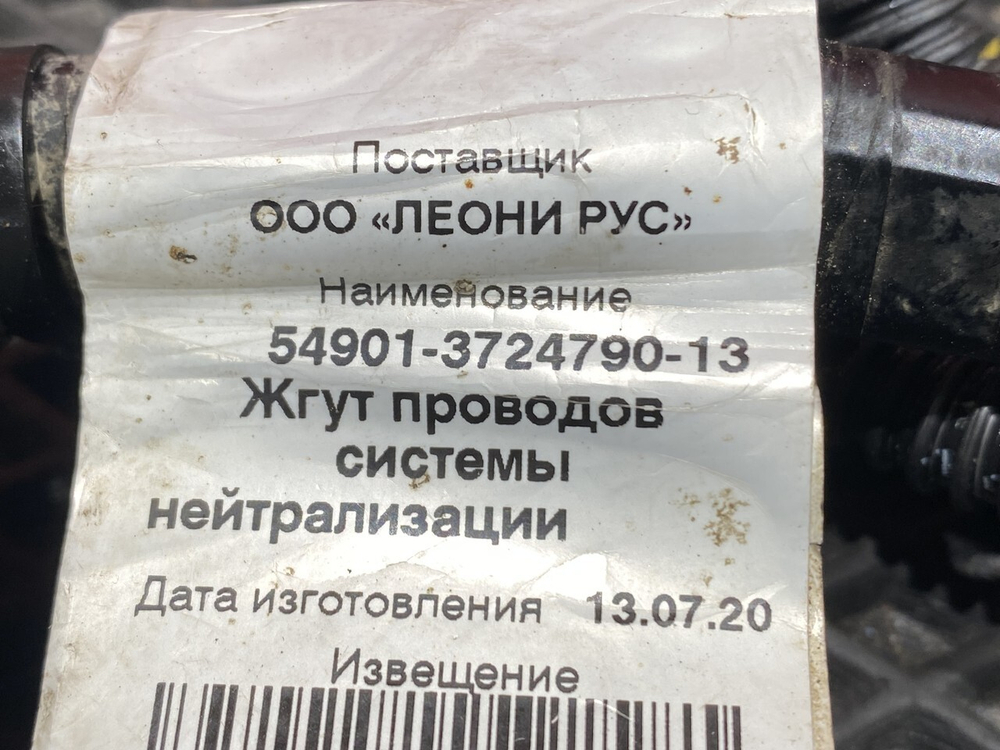 Поставщик
ООО «ЛЕОНИ РУС»
Наименование
54901-3724790-13
Жгут проводов
системы
нейтрализации
Дата изготовления 13.07.20
Извещение